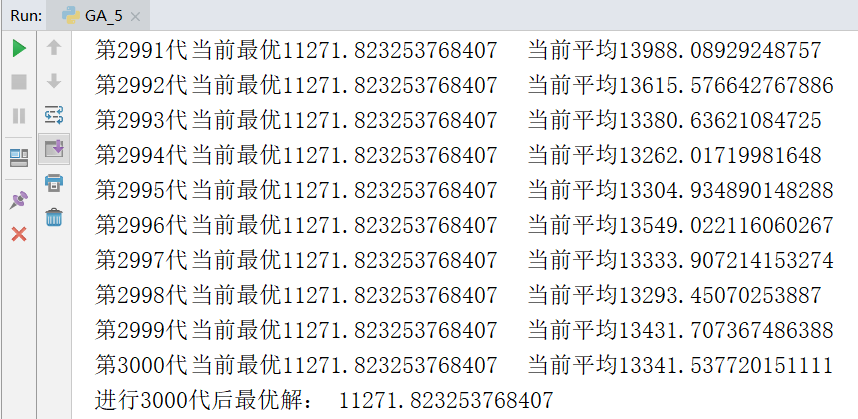 Run: GA_5
第2991代当前最优11271.823253768407 当前平均13988.08929248757
第2992代当前最优11271.823253768407 当前平均13615.576642767886
第2993代当前最优11271.823253768407 当前平均13380.63621084725
第2994代当前最优11271.823253768407 当前平均13262.01719981648
第2995代当前最优11271.823253768407 当前平均13304.934890148288
第2996代当前最优11271.823253768407 当前平均13549.022116060267
第2997代当前最优11271.823253768407 当前平均13333.907214153274
第2998代当前最优11271.823253768407 当前平均13293.45070253887
第2999代当前最优11271.823253768407 当前平均13431.707367486388
第3000代当前最优11271.823253768407 当前平均13341.537720151111
进行3000代后最优解: 11271.823253768407